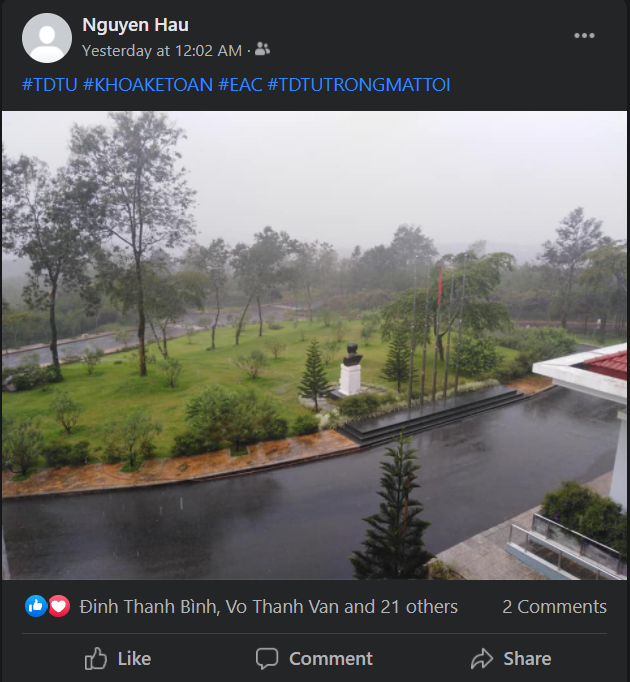 Nguyen Hau
Yesterday at 12:02 AM ·
#TDTU #KHOAKETOAN #EAC #TDTUTRONGMATTOI
Đinh Thanh Bình, Vo Thanh Van and 21 others 2 Comments
Like Comment Share